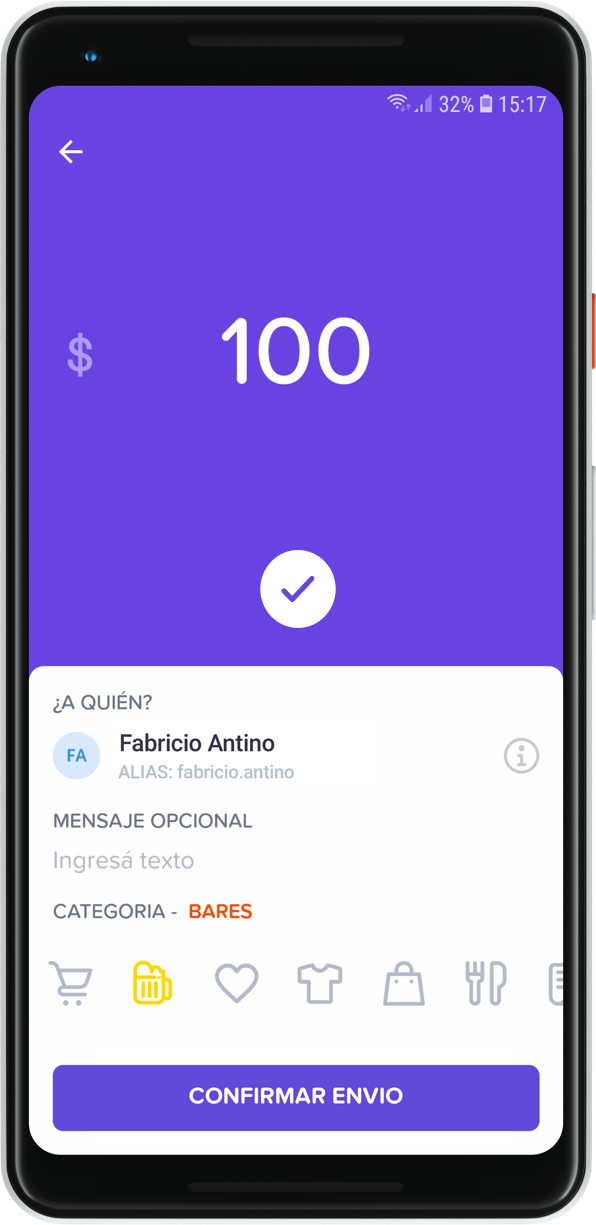 32% 15:17
$ 100
¿A QUIÉN?
FA
Fabricio Antino
ALIAS: fabricio.antino
MENSAJE OPCIONAL
Ingresá texto
CATEGORIA - BARES
CONFIRMAR ENVIO